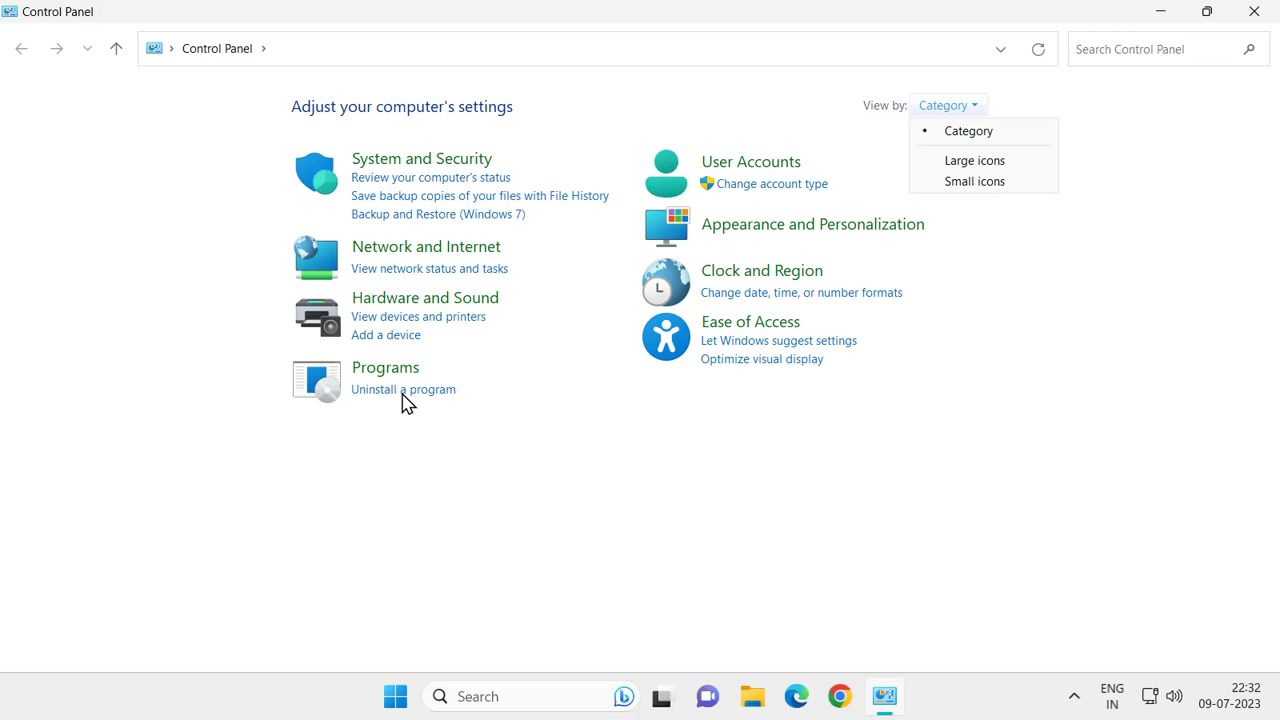 Control Panel
Control Panel
Search Control Panel
Adjust your computer's settings
View by: Category
Category
Large icons
Small icons
System and Security
Review your computer's status
Save backup copies of your files with File History
Backup and Restore (Windows 7)
Network and Internet
View network status and tasks
Hardware and Sound
View devices and printers
Add a device
Programs
Uninstall a program
User Accounts
Change account type
Appearance and Personalization
Clock and Region
Change date, time, or number formats
Ease of Access
Let Windows suggest settings
Optimize visual display
Search
ENG
IN
22:32
09-07-2023